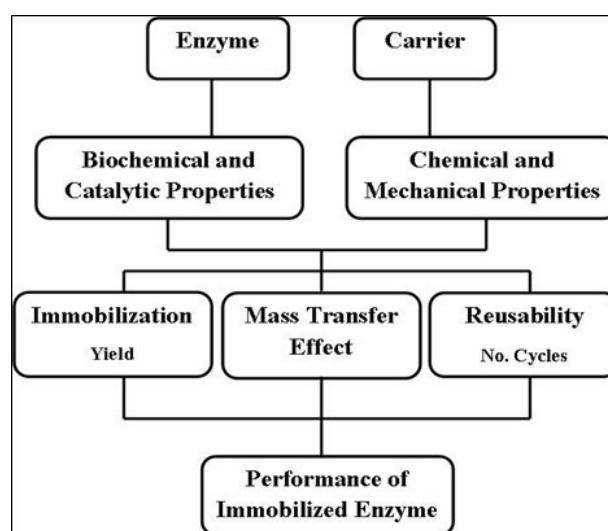 Enzyme
Carrier
Biochemical and
Catalytic Properties
Chemical and
Mechanical Properties
Immobilization
Yield
Mass Transfer
Effect
Reusability
No. Cycles
Performance of
Immobilized Enzyme